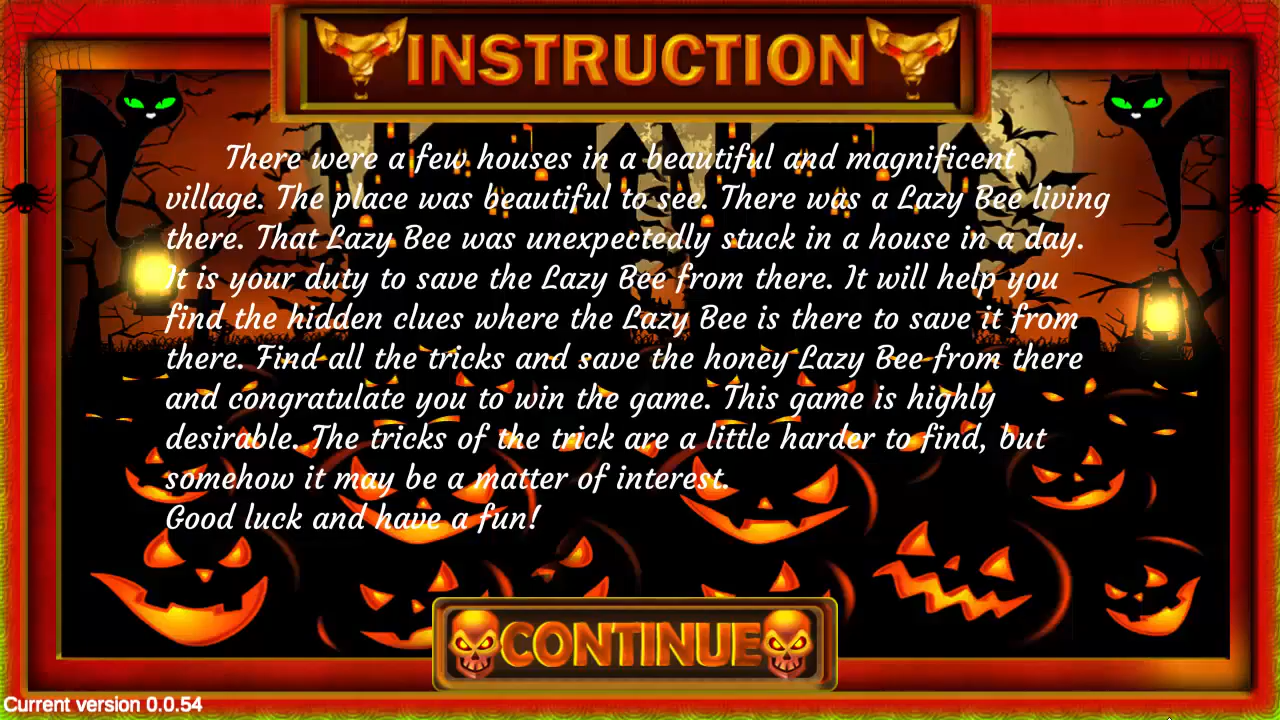 INSTRUCTION
There were a few houses in a beautiful and magnificent
village. The place was beautiful to see. There was a Lazy Bee living
there. That Lazy Bee was unexpectedly stuck in a house in a day.
It is your duty to save the Lazy Bee from there. It will help you
find the hidden clues where the Lazy Bee is there to save it from
there. Find all the tricks and save the honey Lazy Bee from there
and congratulate you to win the game. This game is highly
desirable. The tricks of the trick are a little harder to find, but
somehow it may be a matter of interest.
Good luck and have a fun!
CONTINUE
Current version 0.0.54